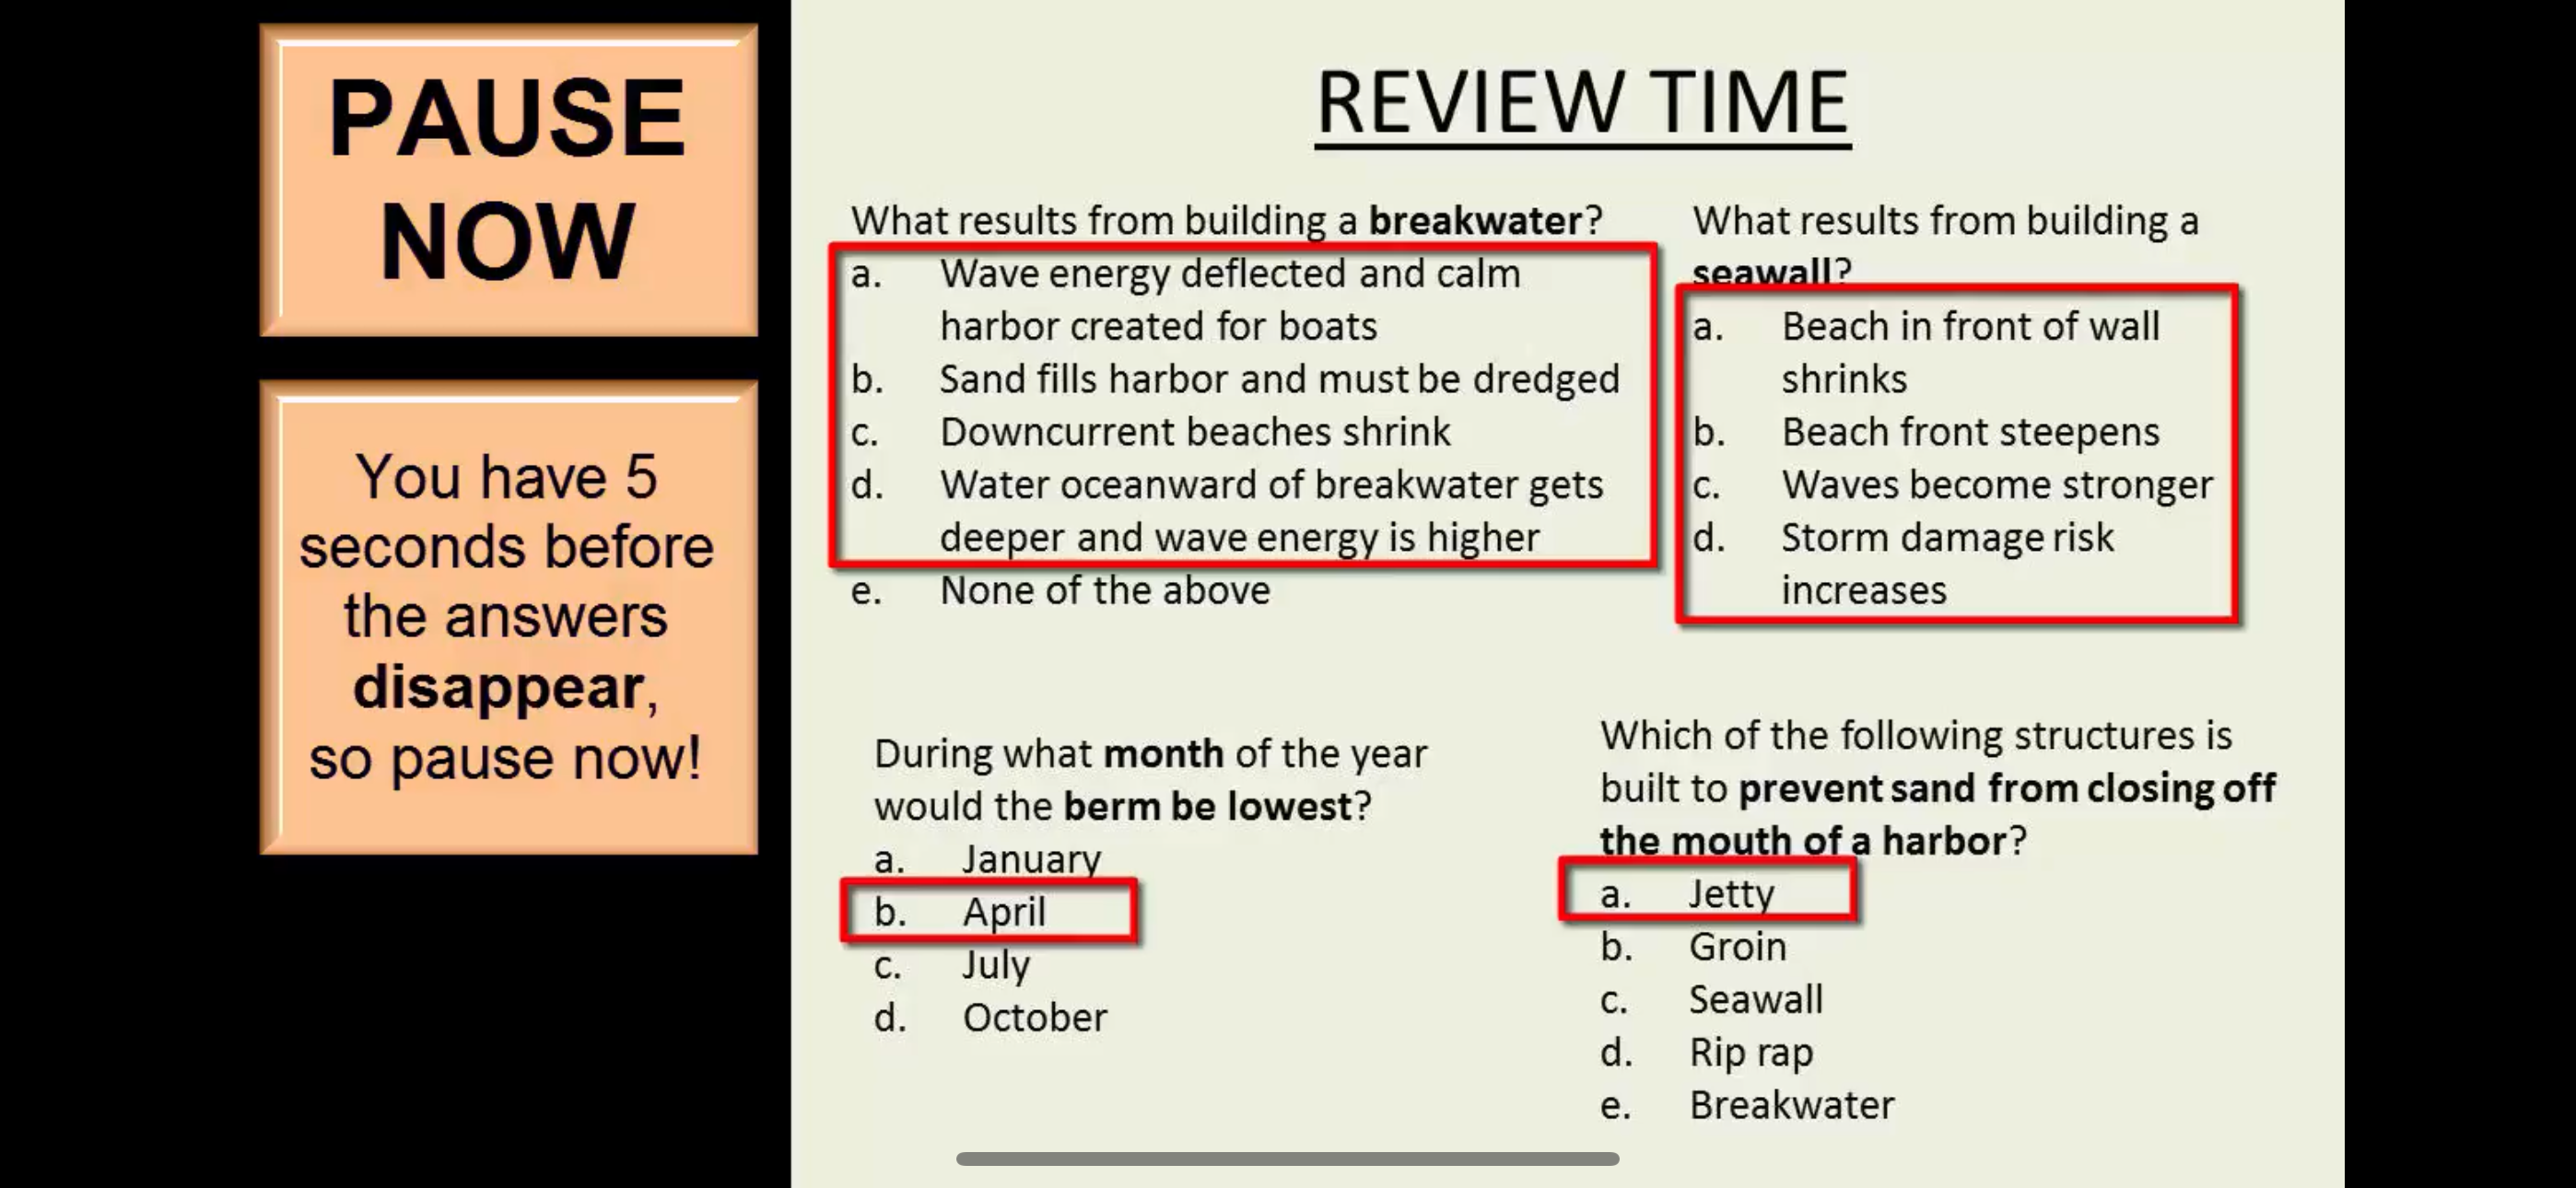 PAUSE
NOW
You have 5
seconds before
the answers
disappear,
so pause now!
REVIEW TIME
What results from building a breakwater?
a. Wave energy deflected and calm
harbor created for boats
b. Sand fills harbor and must be dredged
c. Downcurrent beaches shrink
d. Water oceanward of breakwater gets
deeper and wave energy is higher
e. None of the above
What results from building a
seawall?
a. Beach in front of wall
shrinks
b. Beach front steepens
c. Waves become stronger
d. Storm damage risk
increases
During what month of the year
would the berm be lowest?
a. January
b. April
c. July
d. October
Which of the following structures is
built to prevent sand from closing off
the mouth of a harbor?
a. Jetty
b. Groin
c. Seawall
d. Rip rap
e. Breakwater